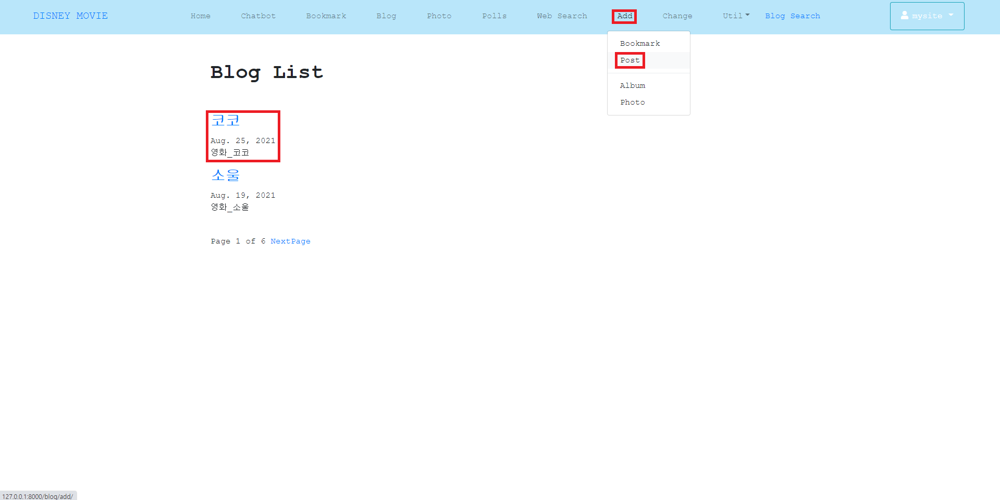 DISNEY MOVIE Home Chatbot Bookmark Blog Photo Polls Web Search Add Change Util Blog Search mysite
Bookmark
Post
Album
Photo
Blog List
코코
Aug. 25, 2021
영화_코코
소울
Aug. 19, 2021
영화_소울
Page 1 of 6 NextPage
127.0.0.1:8000/blog/add/